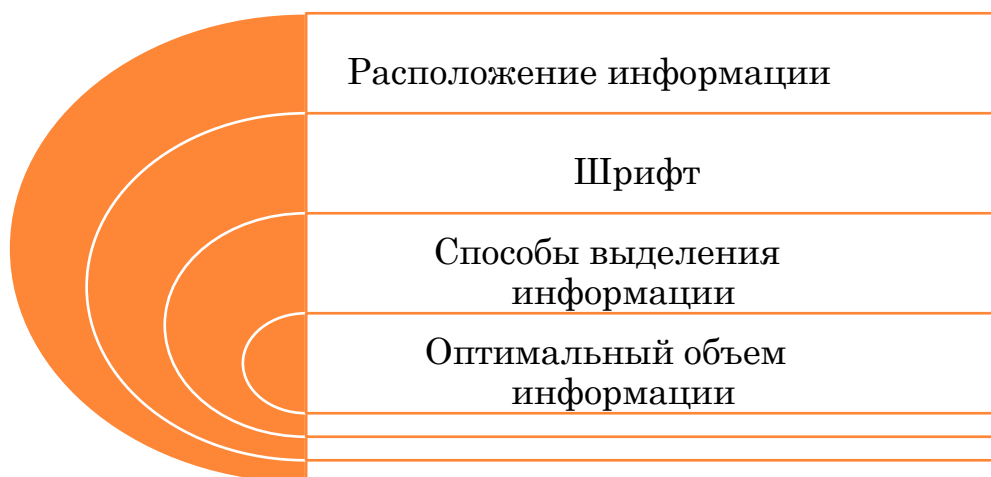 Расположение информации
Шрифт
Способы выделения
информации
Оптимальный объем
информации